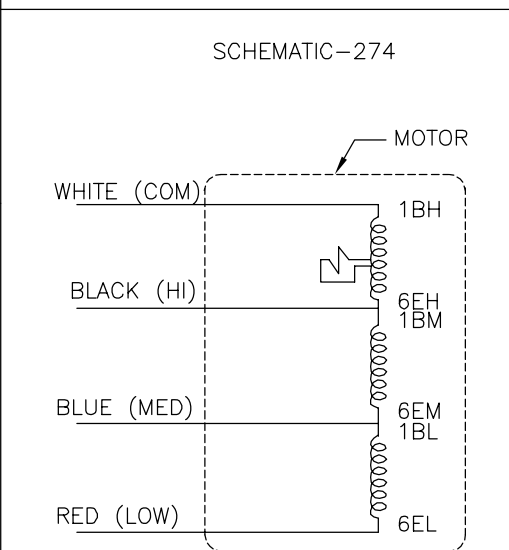 SCHEMATIC-274
MOTOR
WHITE (COM)
1BH
BLACK (HI)
6EH
1BM
BLUE (MED)
6EM
1BL
RED (LOW)
6EL